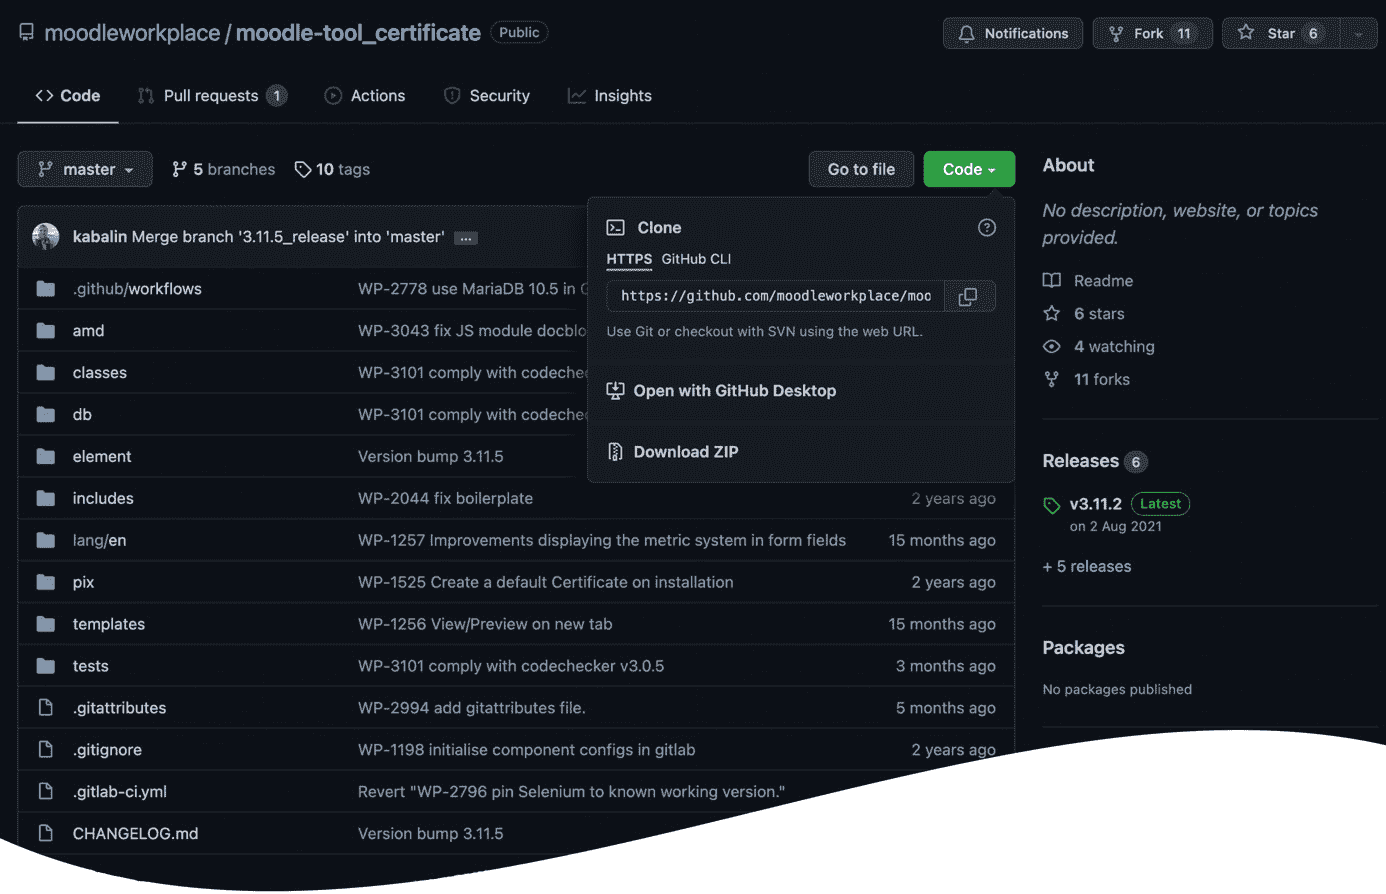 moodleworkplace / moodle-tool_certificate Public
Notifications Fork 11 Star 6
Code Pull requests 1 Actions Security Insights
master 5 branches 10 tags Go to file Code
kabalin Merge branch '3.11.5_release' into 'master' ...
Clone
HTTPS GitHub CLI
https://github.com/moodleworkplace/moo
Use Git or checkout with SVN using the web URL.
Open with GitHub Desktop
Download ZIP
.github/workflows WP-2778 use MariaDB 10.5 in
amd WP-3043 fix JS module docblo
classes WP-3101 comply with codeche
db WP-3101 comply with codeche
element Version bump 3.11.5
includes WP-2044 fix boilerplate 2 years ago
lang/en WP-1257 Improvements displaying the metric system in form fields 15 months ago
pix WP-1525 Create a default Certificate on installation 2 years ago
templates WP-1256 View/Preview on new tab 15 months ago
tests WP-3101 comply with codechecker v3.0.5 3 months ago
.gitattributes WP-2994 add gitattributes file. 5 months ago
.gitignore WP-1198 initialise component configs in gitlab 2 years ago
.gitlab-ci.yml Revert "WP-2796 pin Selenium to known working version."
CHANGELOG.md Version bump 3.11.5
About
No description, website, or topics
provided.
Readme
6 stars
4 watching
11 forks
Releases 6
v3.11.2 Latest
on 2 Aug 2021
+ 5 releases
Packages
No packages published